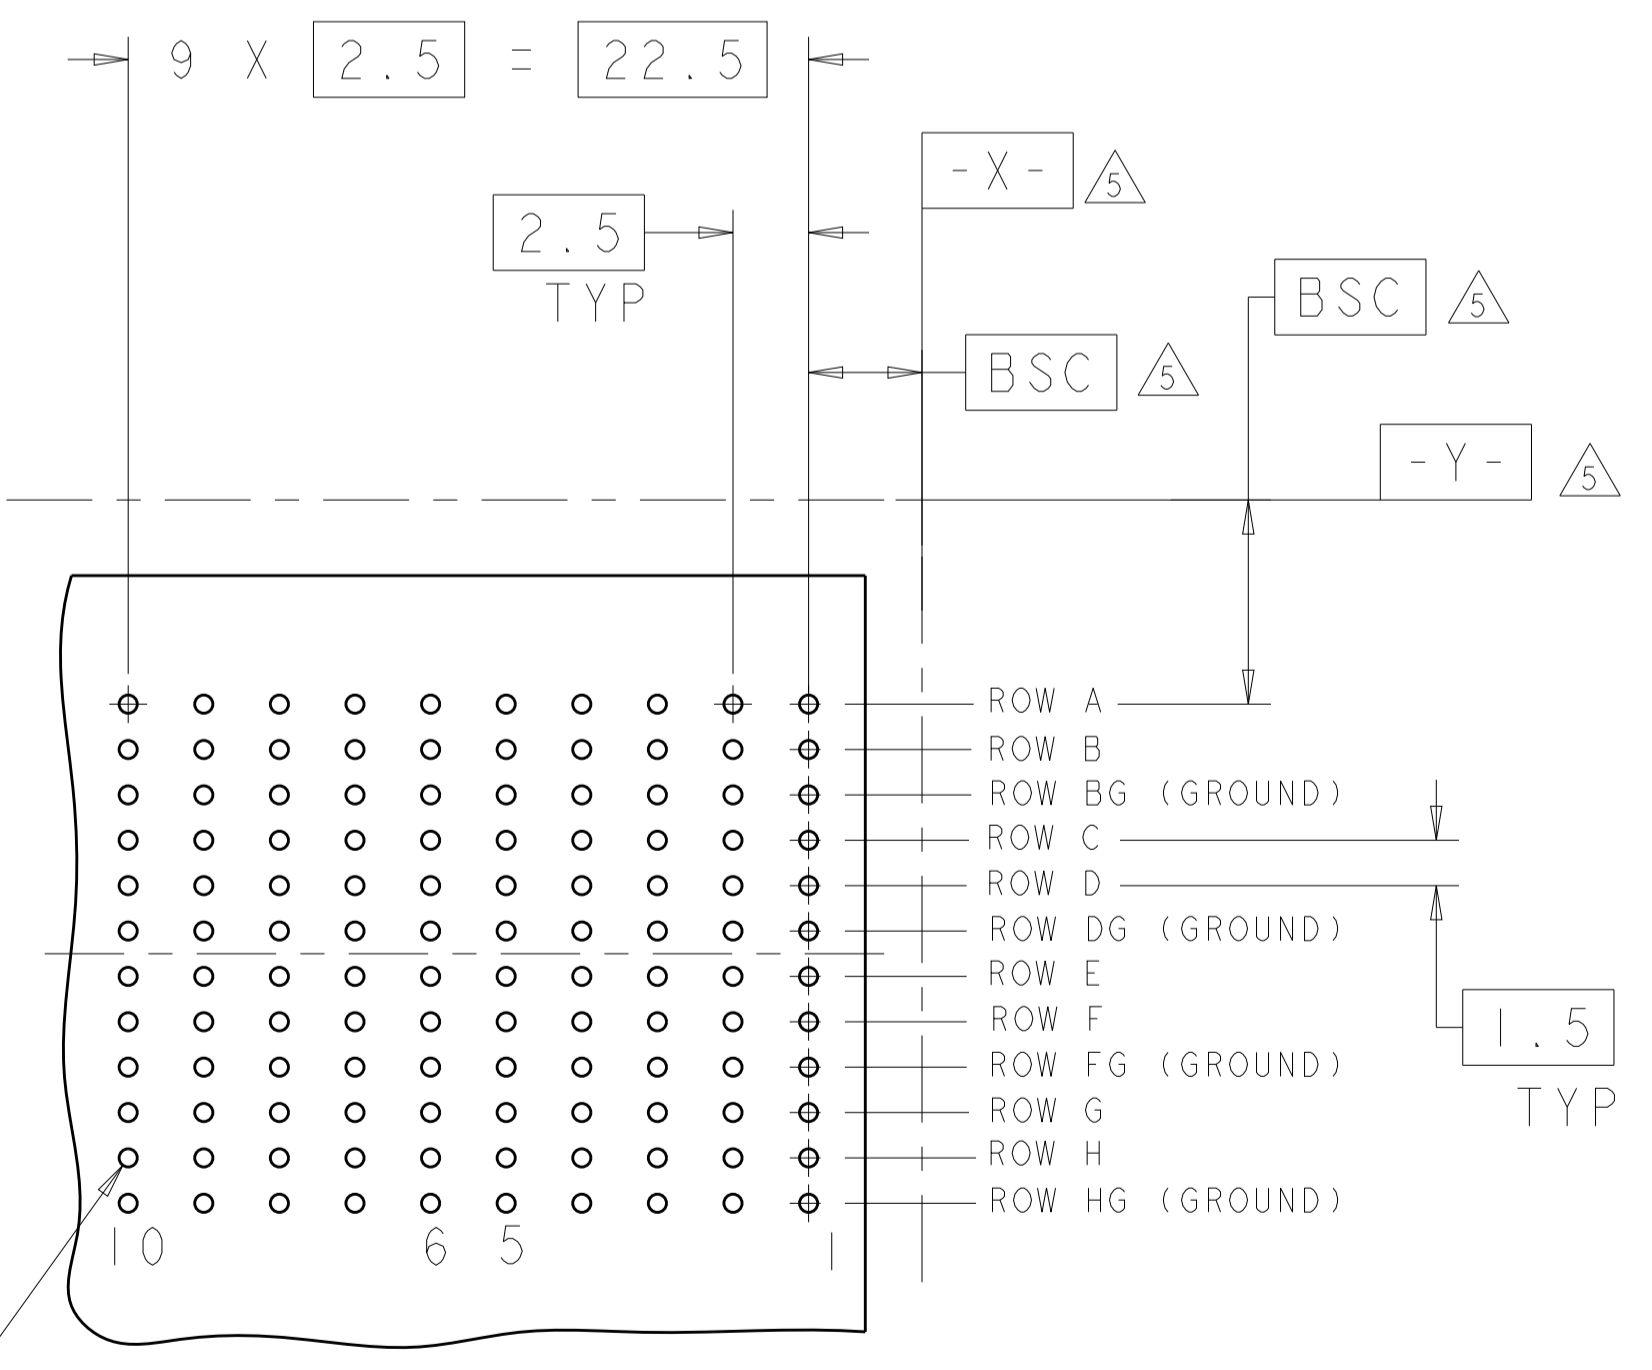 9 X 2.5 = 22.5
-X- 5
2.5
TYP
BSC 5
BSC 5
-Y- 5
ROW A
ROW B
ROW BG (GROUND)
ROW C
ROW D
ROW DG (GROUND)
ROW E
ROW F
ROW FG (GROUND)
1.5
TYP
ROW G
ROW H
ROW HG (GROUND)
10 6 5 1